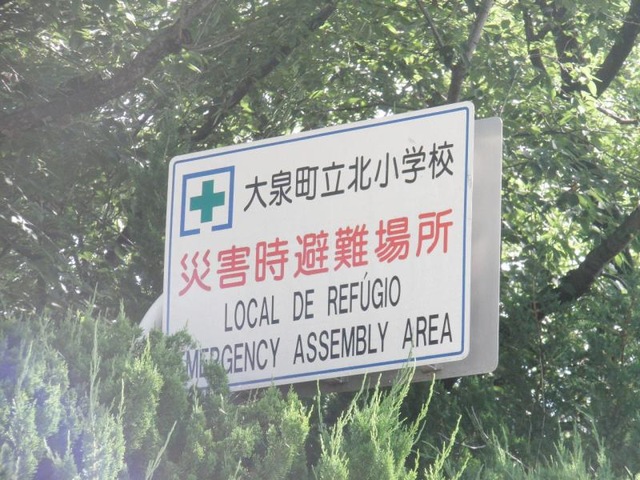 大泉町立北小学校
災害時避難場所
LOCAL DE REFÚGIO
EMERGENCY ASSEMBLY AREA